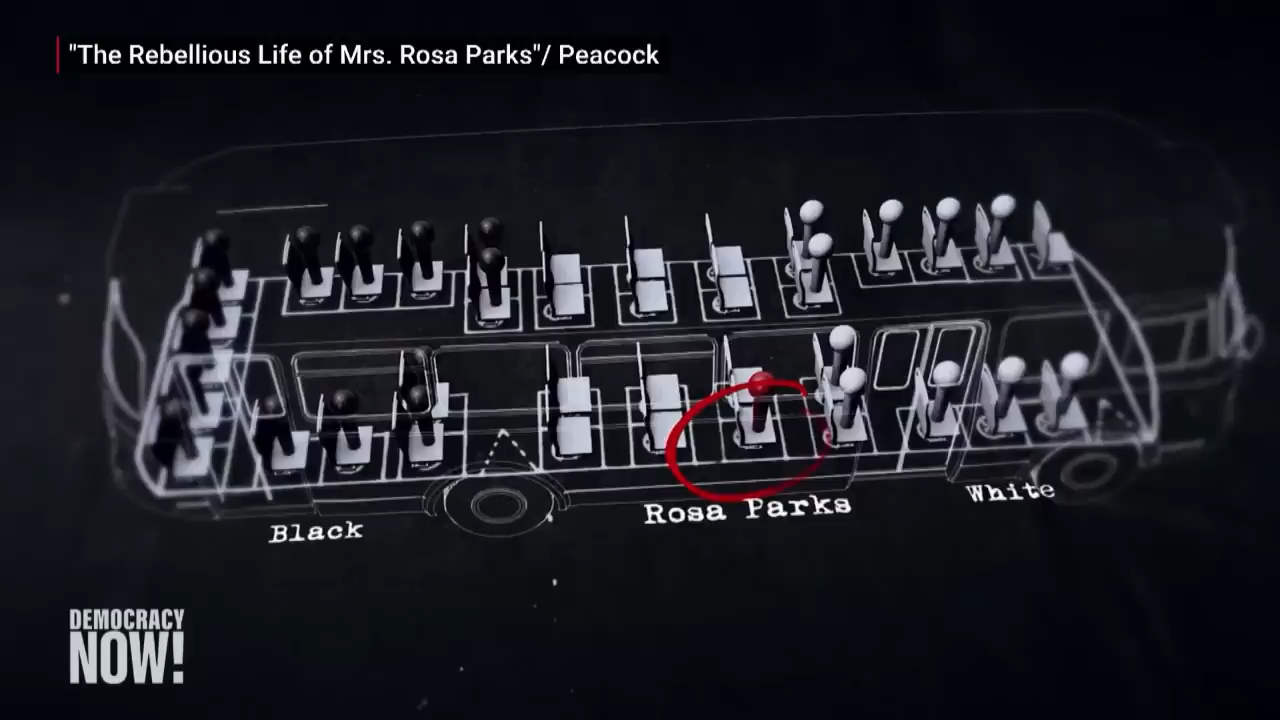 "The Rebellious Life of Mrs. Rosa Parks"/ Peacock
Black
Rosa Parks
White
DEMOCRACY
NOW!